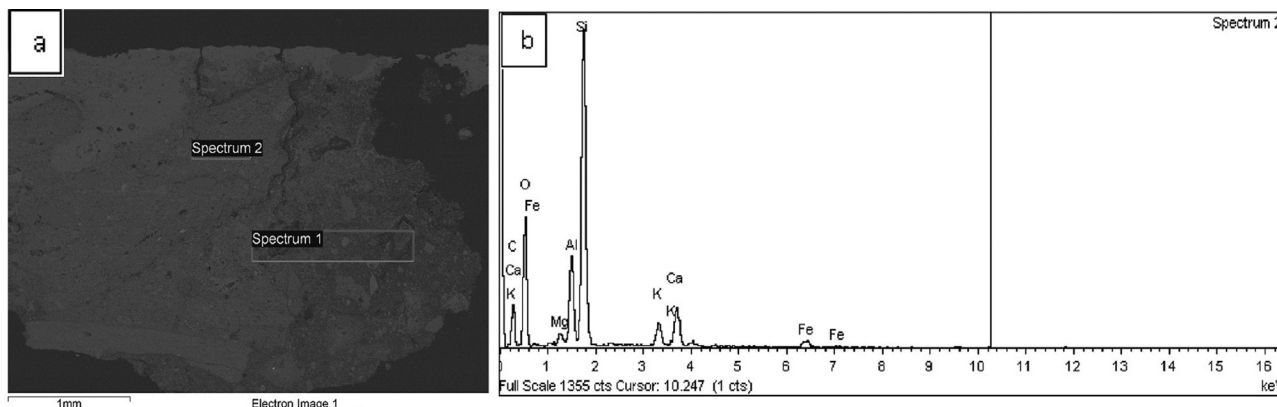 a
Spectrum 2
Spectrum 1
1mm
Electron Image 1
b
Spectrum 2
Si
O
Fe
C
Ca
K
Al
Mg
K
K
Ca
Fe
Fe
0 1 2 3 4 5 6 7 8 9 10 11 12 13 14 15 16
Full Scale 1355 cts Cursor: 10.247 (1 cts)
keV